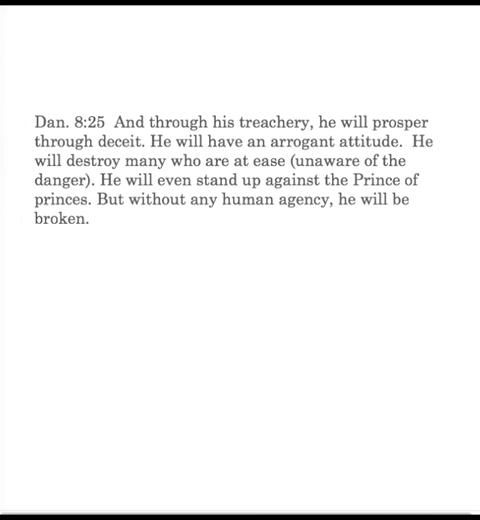 Dan. 8:25  And through his treachery, he will prosper
through deceit. He will have an arrogant attitude.  He
will destroy many who are at ease (unaware of the
danger). He will even stand up against the Prince of
princes. But without any human agency, he will be
broken.